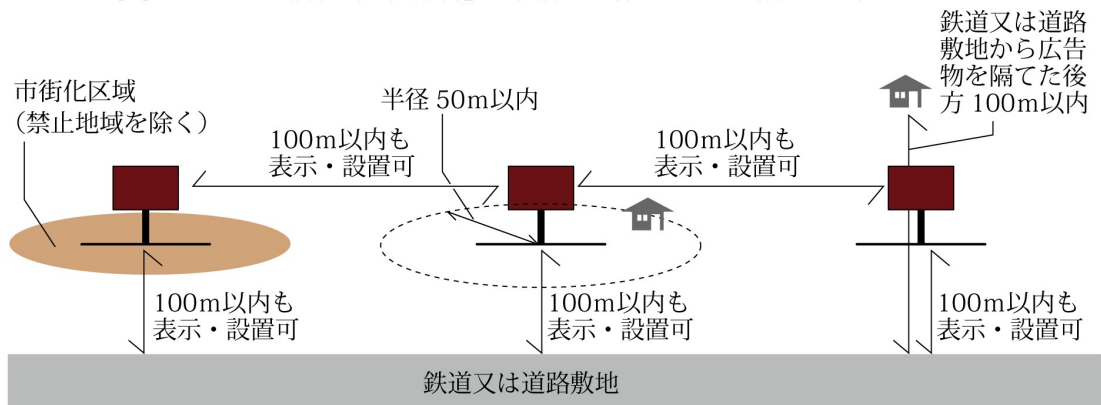 鉄道又は道路
敷地から広告
物を隔てた後
方 100m以内
市街化区域
（禁止地域を除く）
半径 50m以内
100m以内も
表示・設置可
100m以内も
表示・設置可
100m以内も
表示・設置可
100m以内も
表示・設置可
100m以内も
表示・設置可
鉄道又は道路敷地